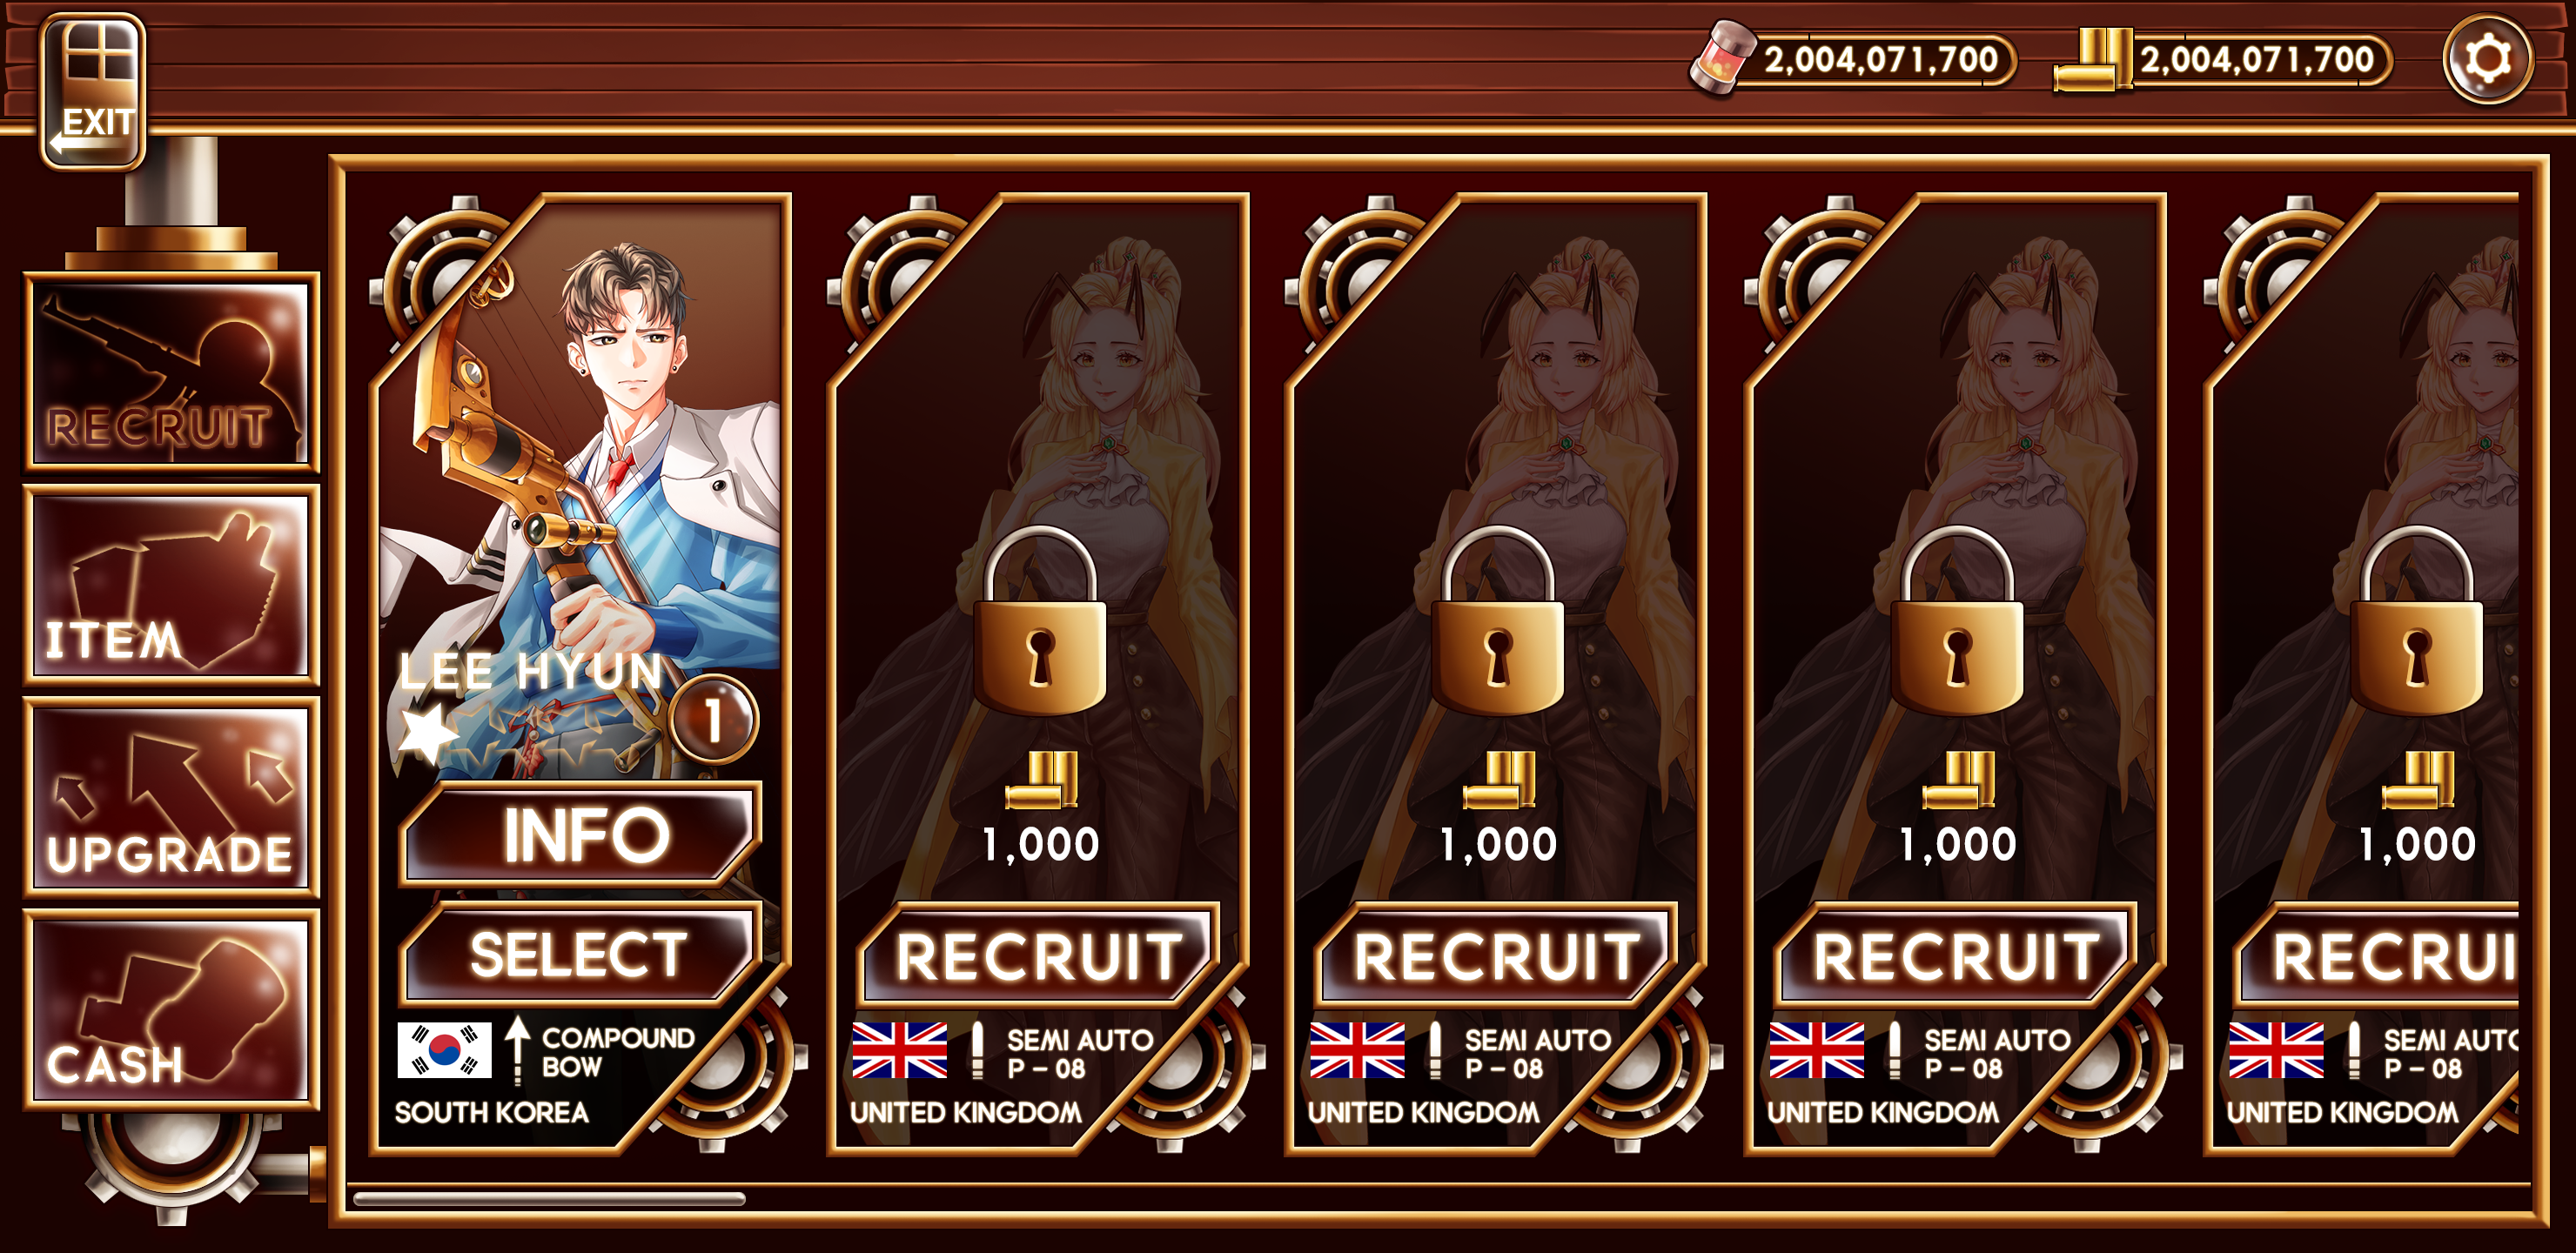 EXIT
2,004,071,700
2,004,071,700
RECRUIT
ITEM
UPGRADE
CASH
LEE HYUN
1
INFO
SELECT
COMPOUND
BOW
SOUTH KOREA
1,000
RECRUIT
SEMI AUTO
P - 08
UNITED KINGDOM
1,000
RECRUIT
SEMI AUTO
P - 08
UNITED KINGDOM
1,000
RECRUIT
SEMI AUTO
P - 08
UNITED KINGDOM
1,000
RECRUI
SEMI AUTO
P - 08
UNITED KINGDOM